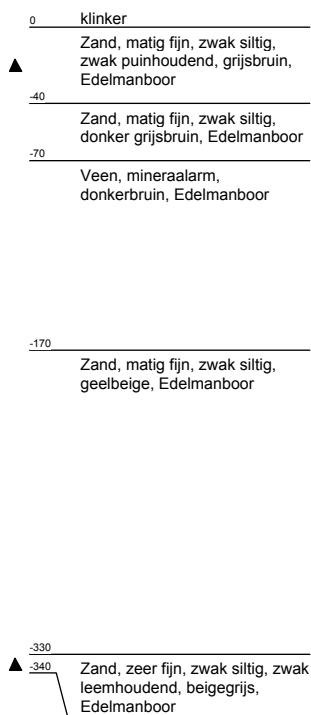 0 klinker
Zand, matig fijn, zwak siltig,
zwak puinhoudend, grijsbruin,
Edelmanboor
-40
Zand, matig fijn, zwak siltig,
donker grijsbruin, Edelmanboor
-70
Veen, mineraalarm,
donkerbruin, Edelmanboor
-170
Zand, matig fijn, zwak siltig,
geelbeige, Edelmanboor
-330
-340
Zand, zeer fijn, zwak siltig, zwak
leemhoudend, beigegrijs,
Edelmanboor